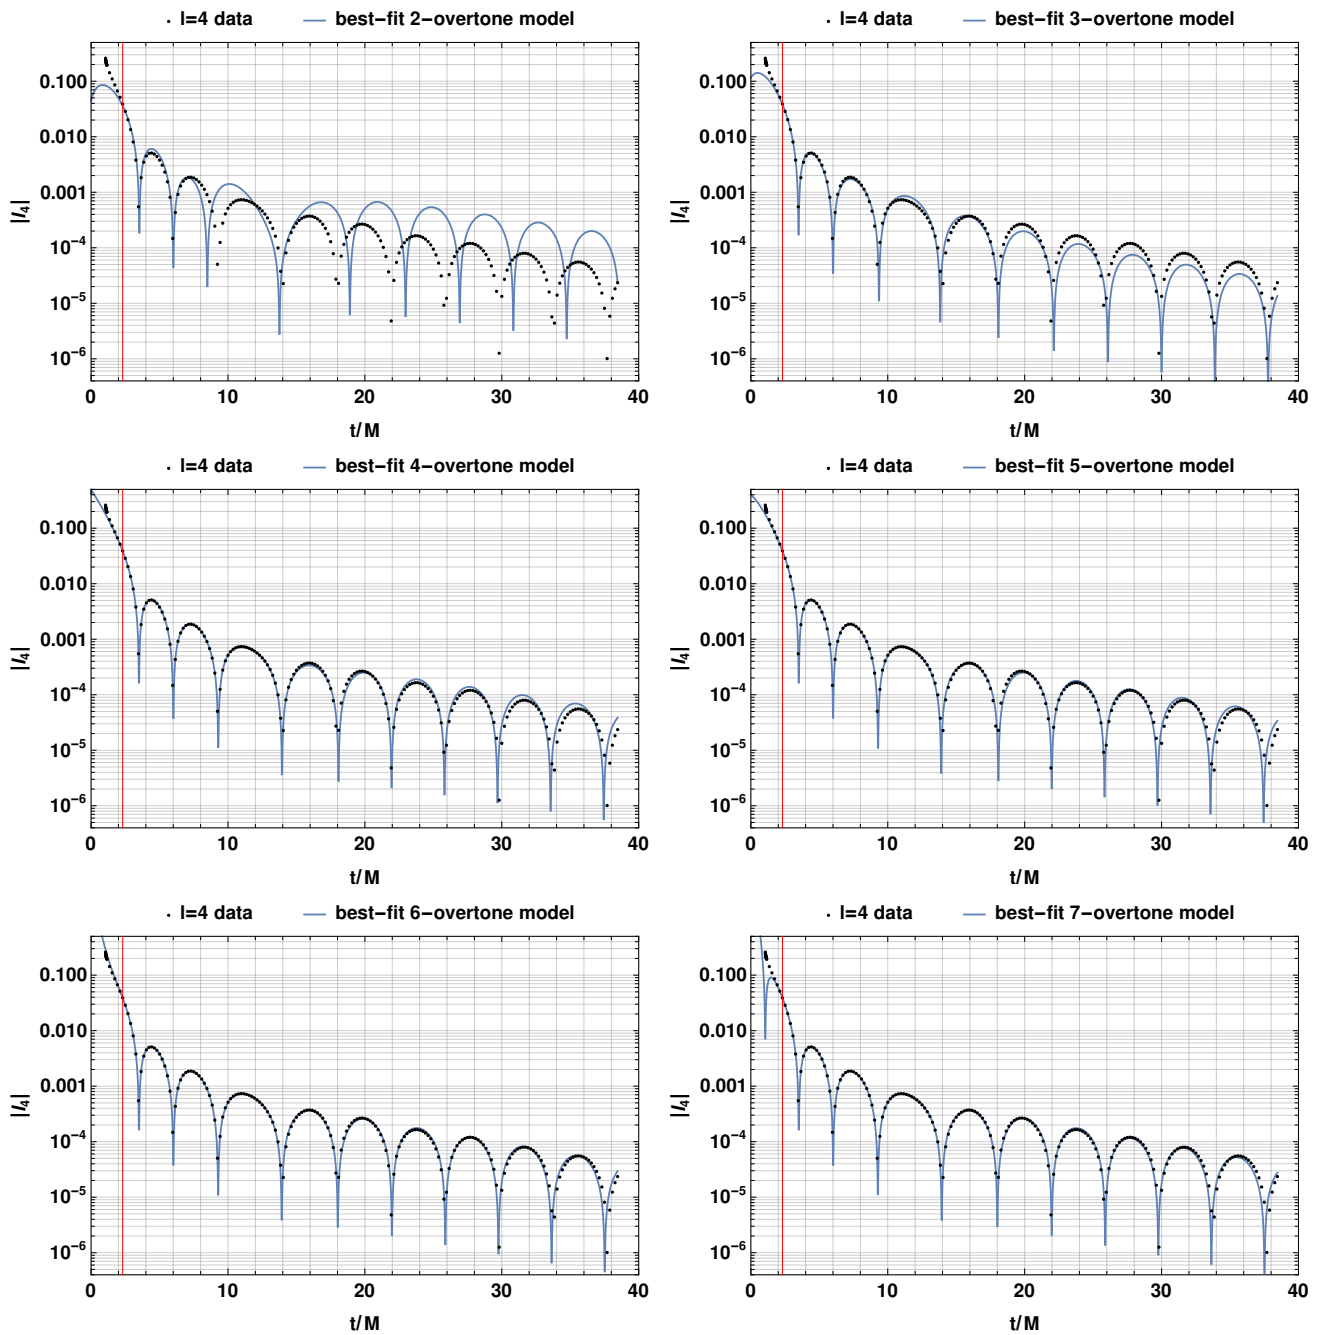 l=4 data best-fit 2-overtone model
l=4 data best-fit 3-overtone model
0.100
0.010
0.001
10⁻⁴
10⁻⁵
10⁻⁶
|I₄|
0 10 20 30 40
t/M
0.100
0.010
0.001
10⁻⁴
10⁻⁵
10⁻⁶
|I₄|
0 10 20 30 40
t/M
l=4 data best-fit 4-overtone model
l=4 data best-fit 5-overtone model
0.100
0.010
0.001
10⁻⁴
10⁻⁵
10⁻⁶
|I₄|
0 10 20 30 40
t/M
0.100
0.010
0.001
10⁻⁴
10⁻⁵
10⁻⁶
|I₄|
0 10 20 30 40
t/M
l=4 data best-fit 6-overtone model
l=4 data best-fit 7-overtone model
0.100
0.010
0.001
10⁻⁴
10⁻⁵
10⁻⁶
|I₄|
0 10 20 30 40
t/M
0.100
0.010
0.001
10⁻⁴
10⁻⁵
10⁻⁶
|I₄|
0 10 20 30 40
t/M